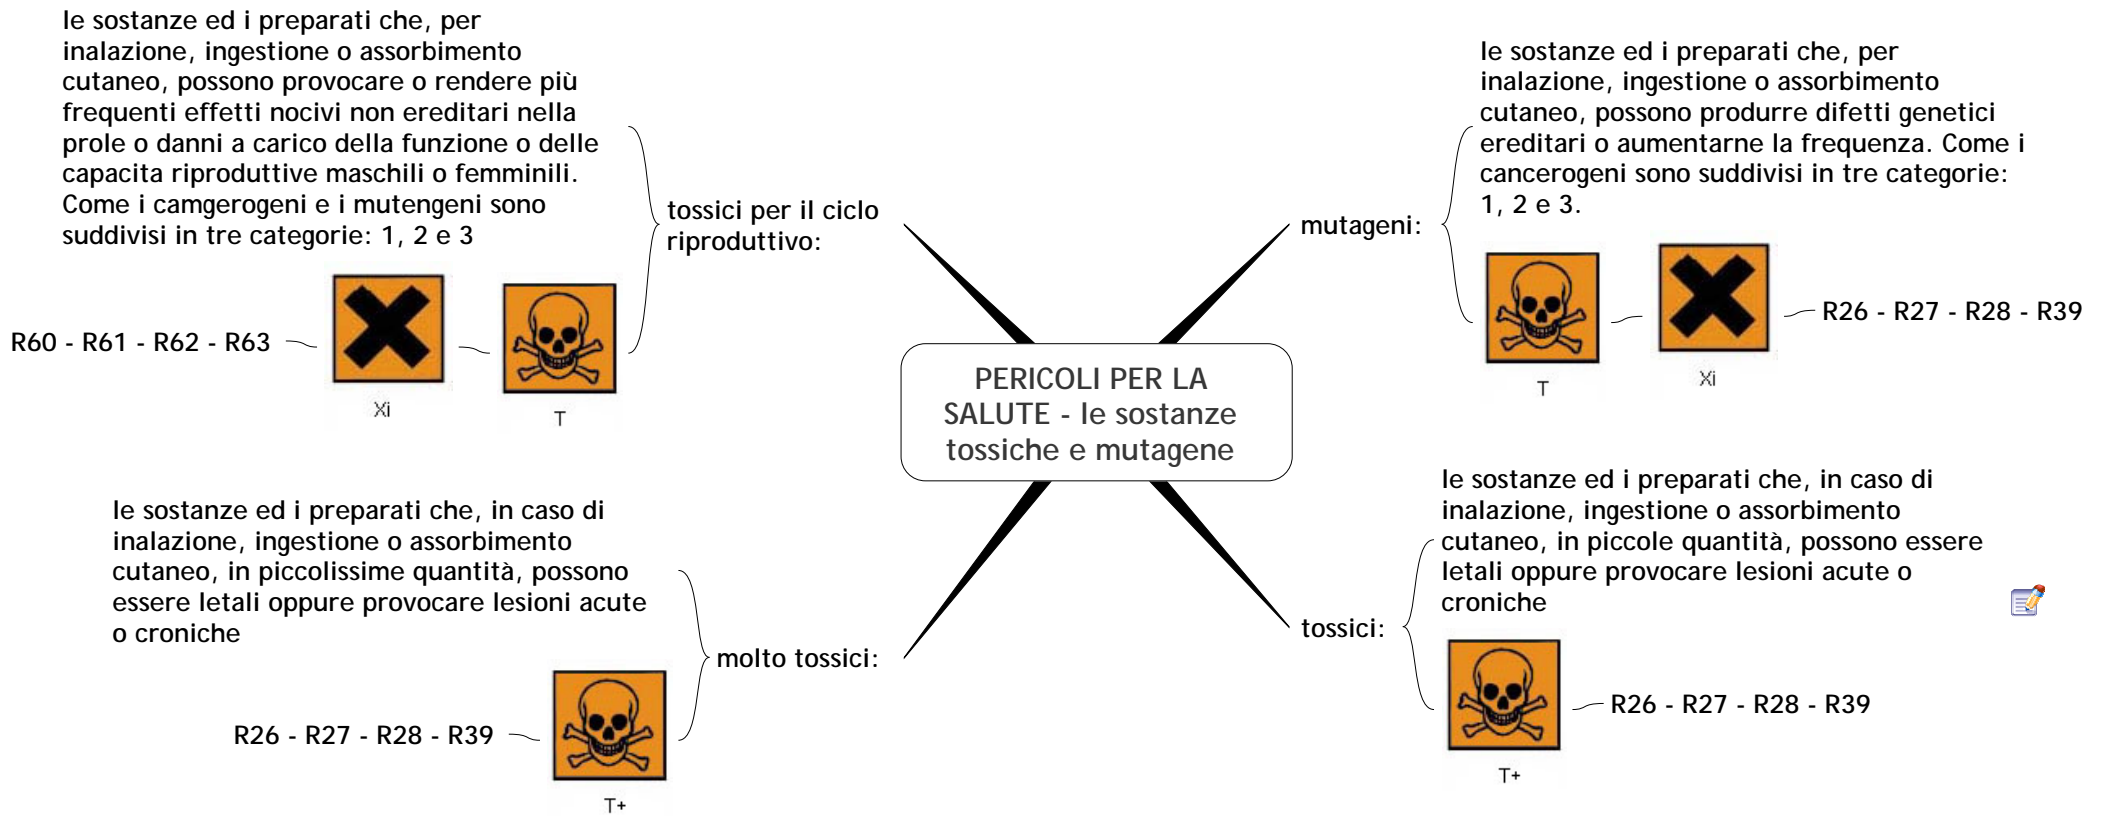 le sostanze ed i preparati che, per
inalazione, ingestione o assorbimento
cutaneo, possono provocare o rendere più
frequenti effetti nocivi non ereditari nella
prole o danni a carico della funzione o delle
capacita riproduttive maschili o femminili.
Come i camgerogeni e i mutengeni sono
suddivisi in tre categorie: 1, 2 e 3
tossici per il ciclo
riproduttivo:
R60 - R61 - R62 - R63
Xi
T
le sostanze ed i preparati che, per
inalazione, ingestione o assorbimento
cutaneo, possono produrre difetti genetici
ereditari o aumentarne la frequenza. Come i
cancerogeni sono suddivisi in tre categorie:
1, 2 e 3.
mutageni:
T
Xi
R26 - R27 - R28 - R39
PERICOLI PER LA
SALUTE - le sostanze
tossiche e mutagene
le sostanze ed i preparati che, in caso di
inalazione, ingestione o assorbimento
cutaneo, in piccolissime quantità, possono
essere letali oppure provocare lesioni acute
o croniche
molto tossici:
R26 - R27 - R28 - R39
T+
le sostanze ed i preparati che, in caso di
inalazione, ingestione o assorbimento
cutaneo, in piccole quantità, possono essere
letali oppure provocare lesioni acute o
croniche
tossici:
R26 - R27 - R28 - R39
T+